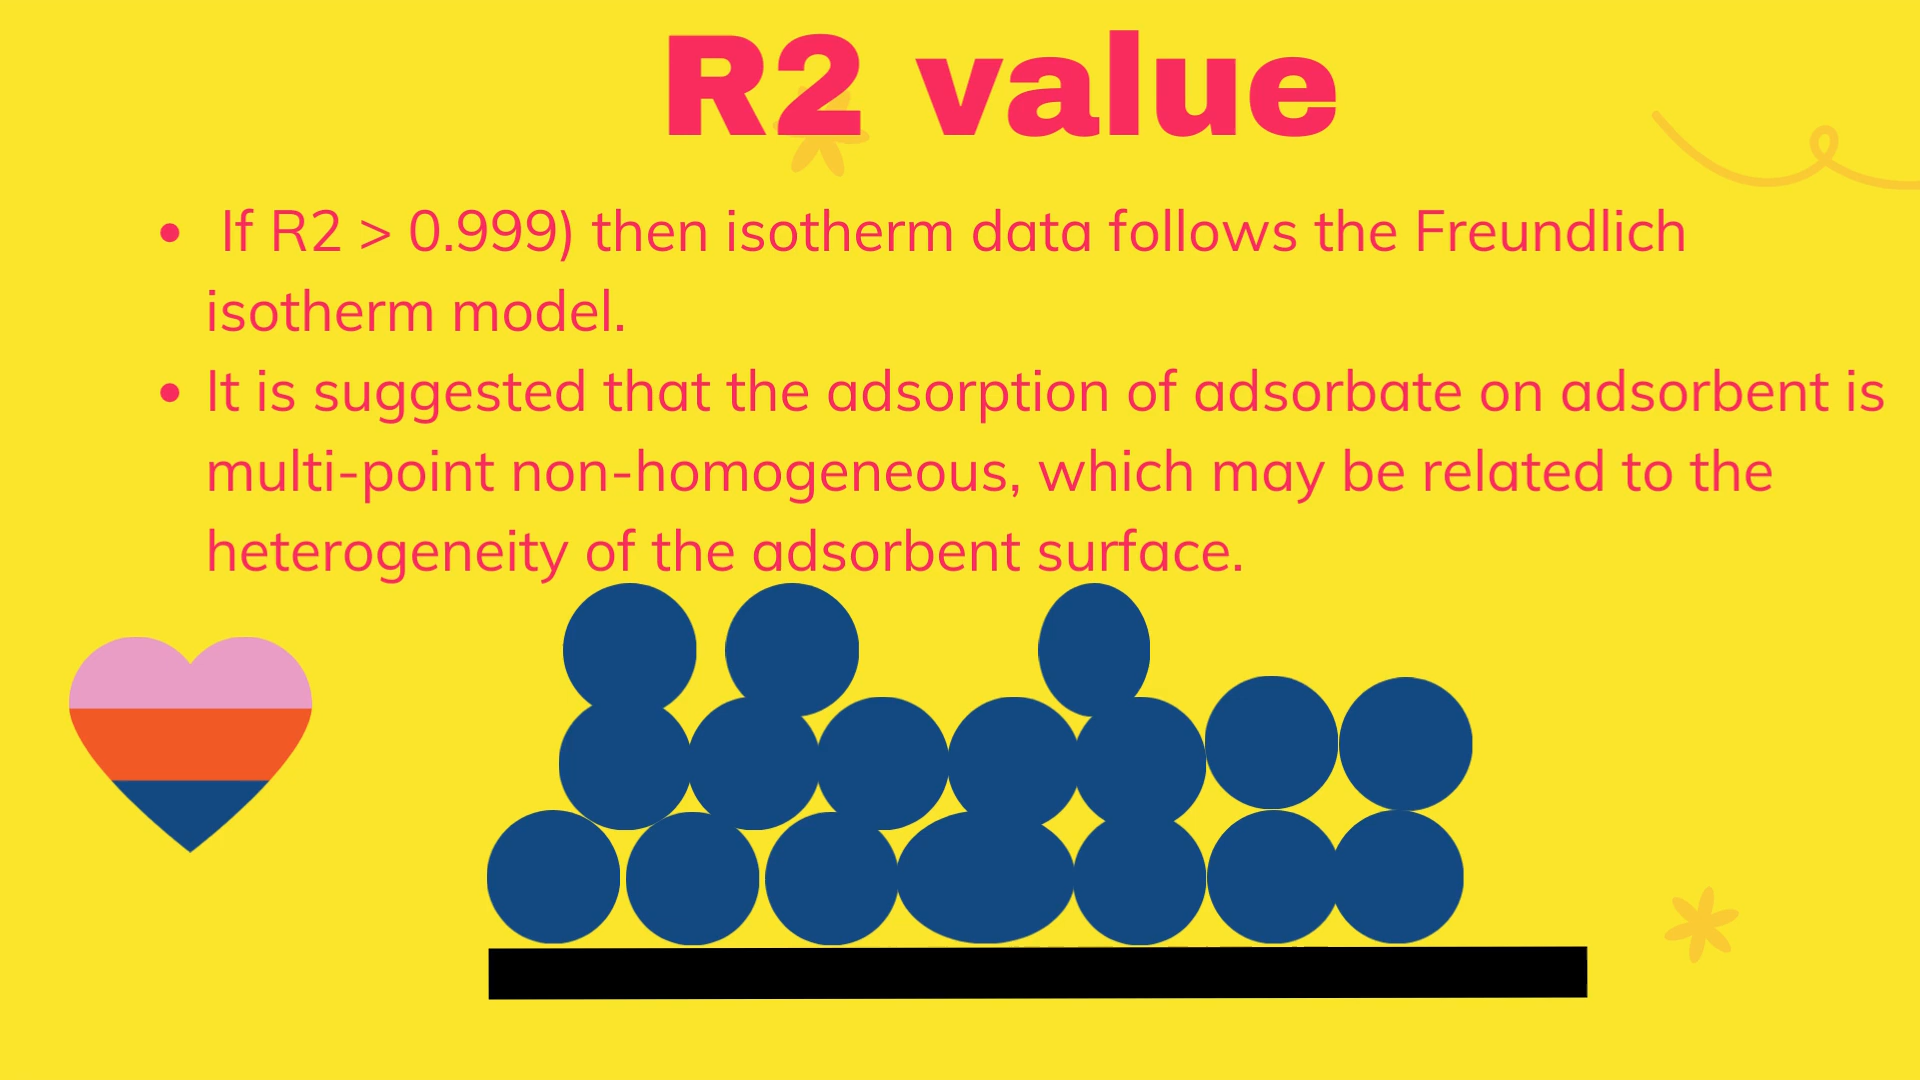 R2 value
• If R2 > 0.999) then isotherm data follows the Freundlich
isotherm model.
• It is suggested that the adsorption of adsorbate on adsorbent is
multi-point non-homogeneous, which may be related to the
heterogeneity of the adsorbent surface.